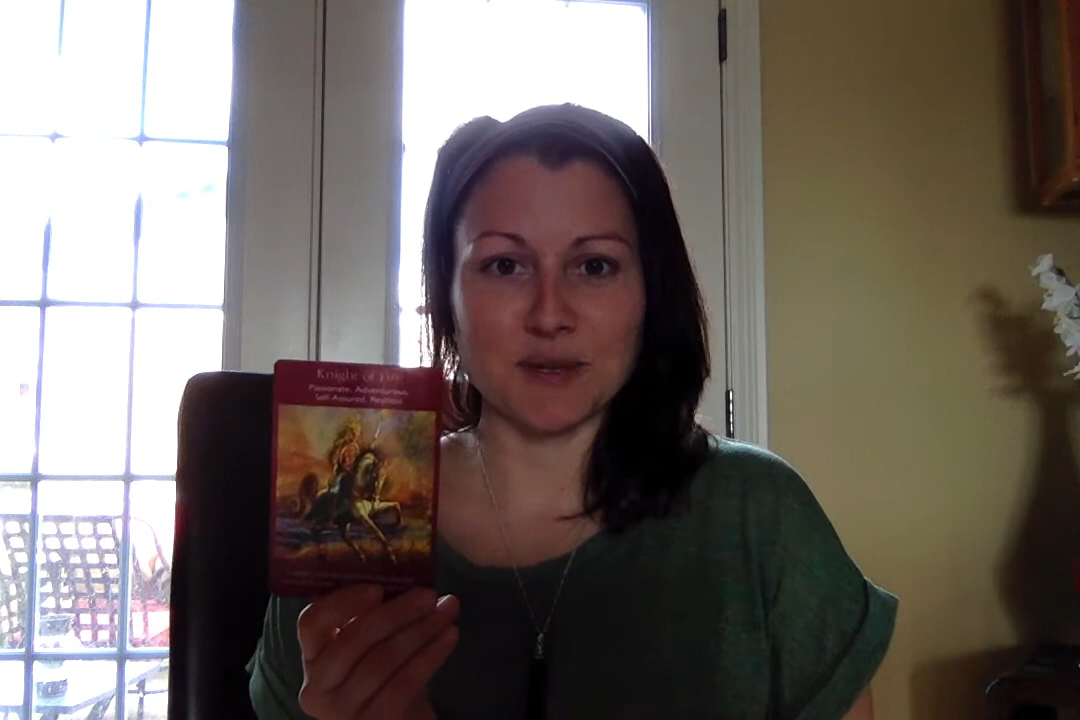 Knight of Fire
Passionate, Adventurous,
Self-Assured, Restless